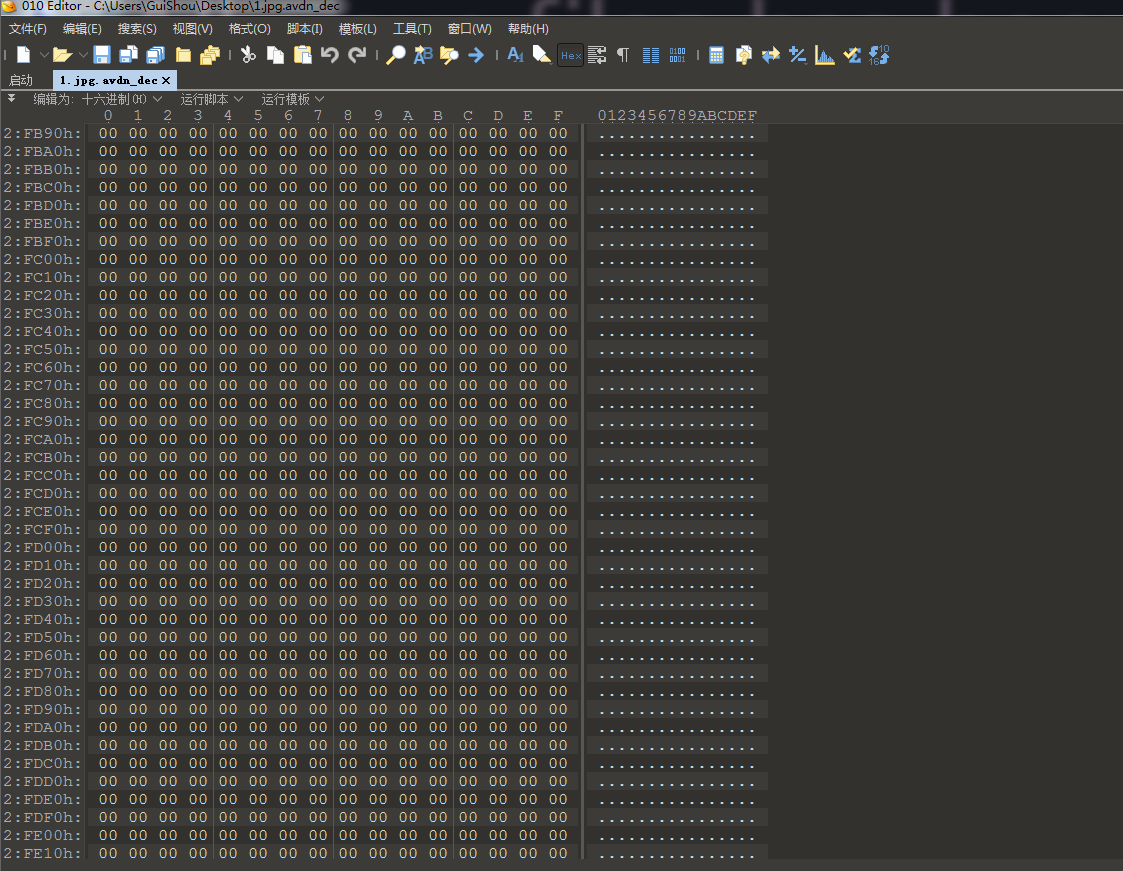 010 Editor - C:\Users\GuiShou\Desktop\1.jpg.avdn_dec
文件(F) 编辑(E) 搜索(S) 视图(V) 格式(O) 脚本(I) 模板(L) 工具(T) 窗口(W) 帮助(H)
Hex
启动 1.jpg.avdn_dec ×
编辑为: 十六进制(H) 运行脚本 运行模板
0 1 2 3 4 5 6 7 8 9 A B C D E F 0123456789ABCDEF
2:FB90h: 00 00 00 00 00 00 00 00 00 00 00 00 00 00 00 00 ................
2:FBA0h: 00 00 00 00 00 00 00 00 00 00 00 00 00 00 00 00 ................
2:FBB0h: 00 00 00 00 00 00 00 00 00 00 00 00 00 00 00 00 ................
2:FBC0h: 00 00 00 00 00 00 00 00 00 00 00 00 00 00 00 00 ................
2:FBD0h: 00 00 00 00 00 00 00 00 00 00 00 00 00 00 00 00 ................
2:FBE0h: 00 00 00 00 00 00 00 00 00 00 00 00 00 00 00 00 ................
2:FBF0h: 00 00 00 00 00 00 00 00 00 00 00 00 00 00 00 00 ................
2:FC00h: 00 00 00 00 00 00 00 00 00 00 00 00 00 00 00 00 ................
2:FC10h: 00 00 00 00 00 00 00 00 00 00 00 00 00 00 00 00 ................
2:FC20h: 00 00 00 00 00 00 00 00 00 00 00 00 00 00 00 00 ................
2:FC30h: 00 00 00 00 00 00 00 00 00 00 00 00 00 00 00 00 ................
2:FC40h: 00 00 00 00 00 00 00 00 00 00 00 00 00 00 00 00 ................
2:FC50h: 00 00 00 00 00 00 00 00 00 00 00 00 00 00 00 00 ................
2:FC60h: 00 00 00 00 00 00 00 00 00 00 00 00 00 00 00 00 ................
2:FC70h: 00 00 00 00 00 00 00 00 00 00 00 00 00 00 00 00 ................
2:FC80h: 00 00 00 00 00 00 00 00 00 00 00 00 00 00 00 00 ................
2:FC90h: 00 00 00 00 00 00 00 00 00 00 00 00 00 00 00 00 ................
2:FCA0h: 00 00 00 00 00 00 00 00 00 00 00 00 00 00 00 00 ................
2:FCB0h: 00 00 00 00 00 00 00 00 00 00 00 00 00 00 00 00 ................
2:FCC0h: 00 00 00 00 00 00 00 00 00 00 00 00 00 00 00 00 ................
2:FCD0h: 00 00 00 00 00 00 00 00 00 00 00 00 00 00 00 00 ................
2:FCE0h: 00 00 00 00 00 00 00 00 00 00 00 00 00 00 00 00 ................
2:FCF0h: 00 00 00 00 00 00 00 00 00 00 00 00 00 00 00 00 ................
2:FD00h: 00 00 00 00 00 00 00 00 00 00 00 00 00 00 00 00 ................
2:FD10h: 00 00 00 00 00 00 00 00 00 00 00 00 00 00 00 00 ................
2:FD20h: 00 00 00 00 00 00 00 00 00 00 00 00 00 00 00 00 ................
2:FD30h: 00 00 00 00 00 00 00 00 00 00 00 00 00 00 00 00 ................
2:FD40h: 00 00 00 00 00 00 00 00 00 00 00 00 00 00 00 00 ................
2:FD50h: 00 00 00 00 00 00 00 00 00 00 00 00 00 00 00 00 ................
2:FD60h: 00 00 00 00 00 00 00 00 00 00 00 00 00 00 00 00 ................
2:FD70h: 00 00 00 00 00 00 00 00 00 00 00 00 00 00 00 00 ................
2:FD80h: 00 00 00 00 00 00 00 00 00 00 00 00 00 00 00 00 ................
2:FD90h: 00 00 00 00 00 00 00 00 00 00 00 00 00 00 00 00 ................
2:FDA0h: 00 00 00 00 00 00 00 00 00 00 00 00 00 00 00 00 ................
2:FDB0h: 00 00 00 00 00 00 00 00 00 00 00 00 00 00 00 00 ................
2:FDC0h: 00 00 00 00 00 00 00 00 00 00 00 00 00 00 00 00 ................
2:FDD0h: 00 00 00 00 00 00 00 00 00 00 00 00 00 00 00 00 ................
2:FDE0h: 00 00 00 00 00 00 00 00 00 00 00 00 00 00 00 00 ................
2:FDF0h: 00 00 00 00 00 00 00 00 00 00 00 00 00 00 00 00 ................
2:FE00h: 00 00 00 00 00 00 00 00 00 00 00 00 00 00 00 00 ................
2:FE10h: 00 00 00 00 00 00 00 00 00 00 00 00 00 00 00 00 ................